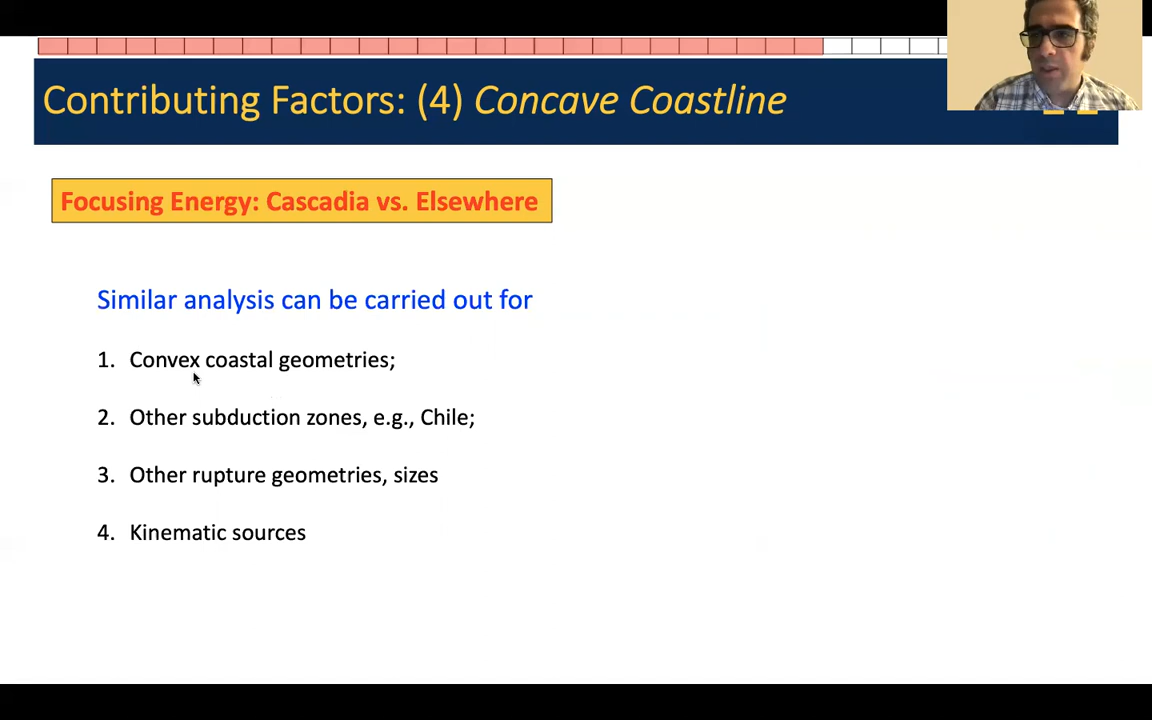 Contributing Factors: (4) Concave Coastline
Focusing Energy: Cascadia vs. Elsewhere
Similar analysis can be carried out for
1. Convex coastal geometries;
2. Other subduction zones, e.g., Chile;
3. Other rupture geometries, sizes
4. Kinematic sources